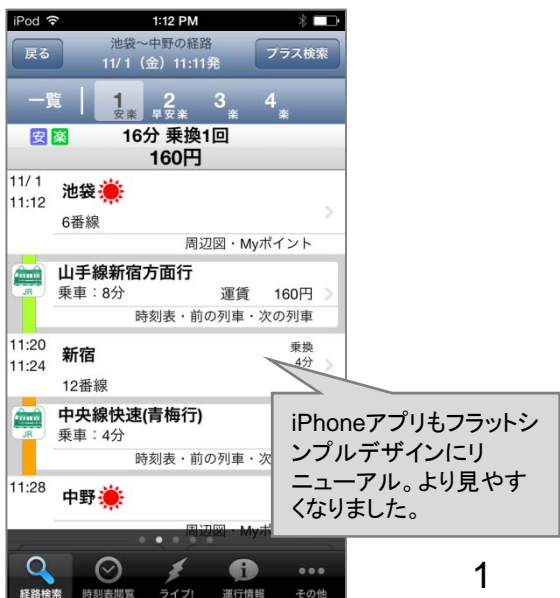 iPod 1:12 PM
戻る 池袋～中野の経路 プラス検索
11/1（金）11:11発
一覧 1 2 3 4
安楽 早安楽 楽 楽
安 楽 16分 乗換1回
160円
11/1
11:12 池袋
6番線
周辺図・Myポイント
山手線新宿方面行
JR 乗車：8分 運賃 160円
時刻表・前の列車・次の列車
11:20 新宿 乗換
11:24 4分
12番線
中央線快速(青梅行)
JR 乗車：4分
時刻表・前の列車・次
11:28 中野
周辺図・Myポ
経路検索 時刻表閲覧 ライブ! 運行情報 その他
iPhoneアプリもフラットシ
ンプルデザインにリ
ニューアル。より見やす
くなりました。
1